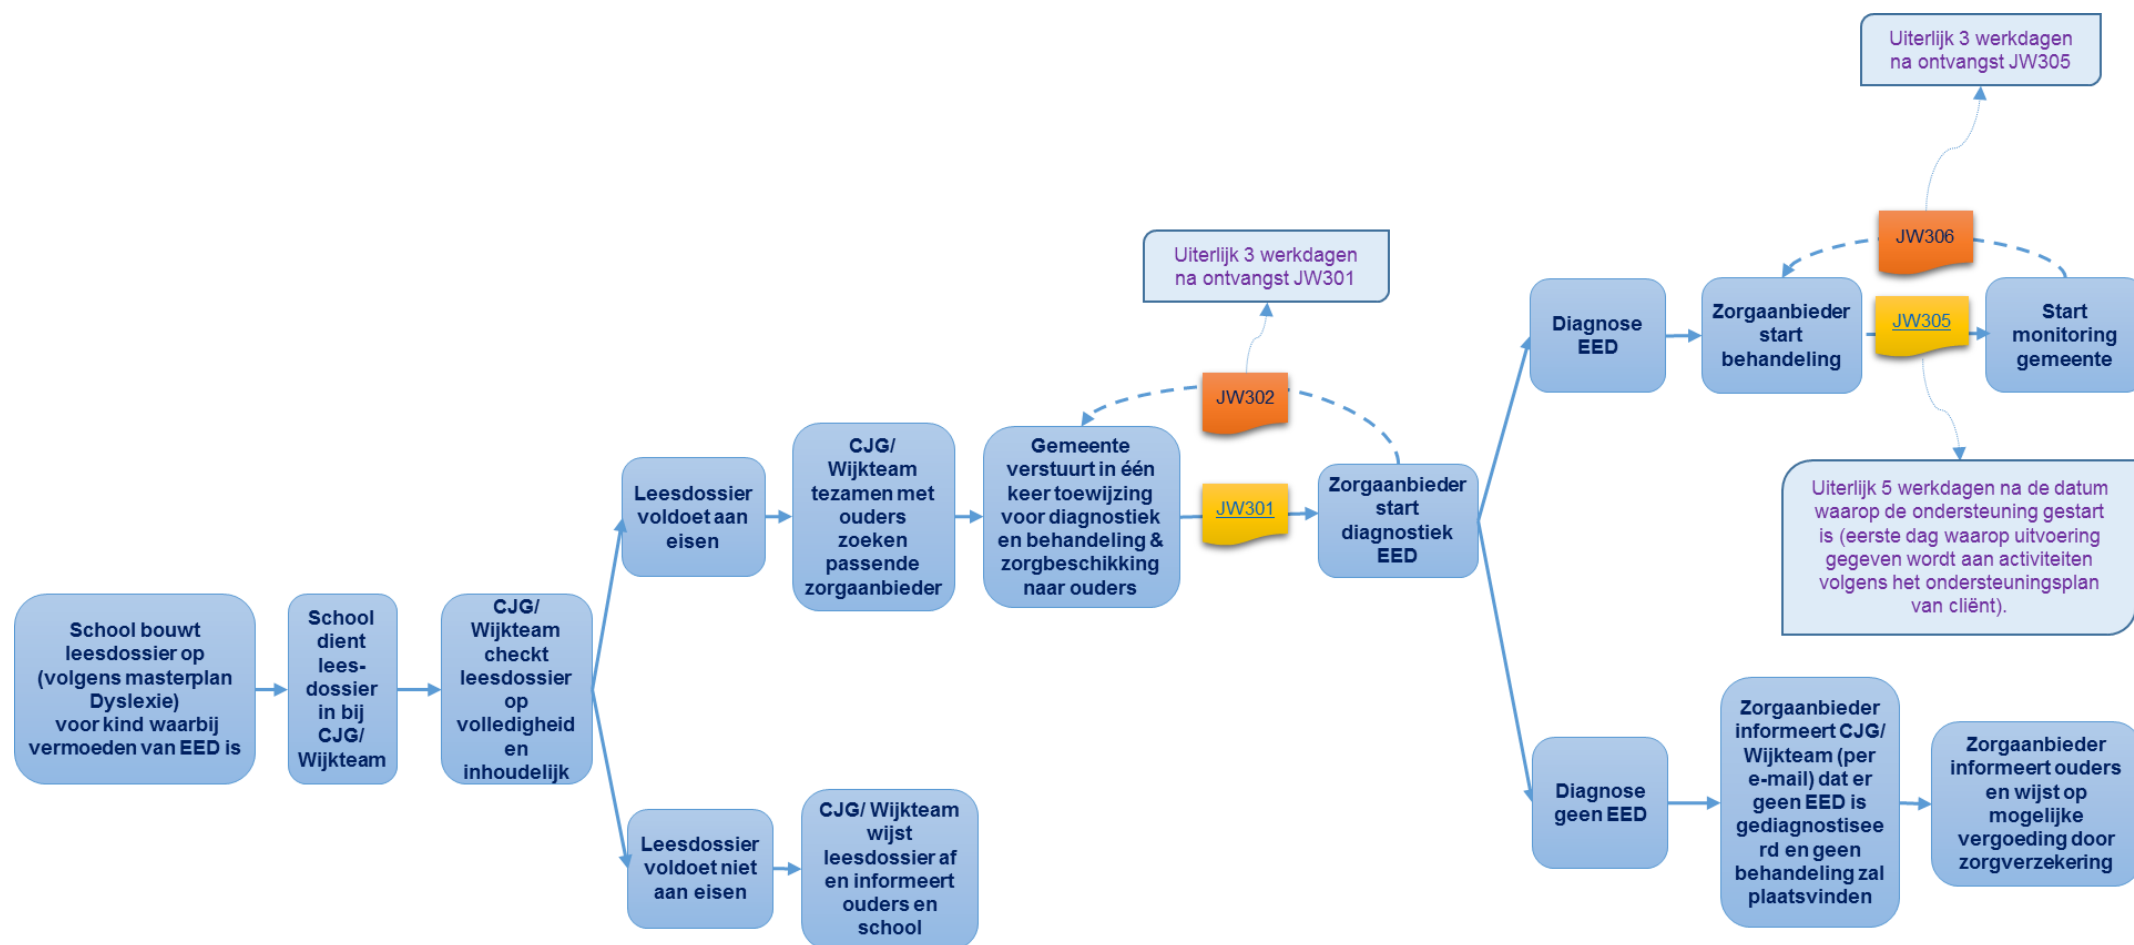 School bouwt
leesdossier op
(volgens masterplan
Dyslexie)
voor kind waarbij
vermoeden van EED is
School
dient
lees-
dossier
in bij
CJG/
Wijkteam
CJG/
Wijkteam
checkt
leesdossier
op
volledigheid
en
inhoudelijk
Leesdossier
voldoet aan
eisen
CJG/
Wijkteam
tezamen met
ouders
zoeken
passende
zorgaanbieder
Gemeente
verstuurt in één
keer toewijzing
voor diagnostiek
en behandeling &
zorgbeschikking
naar ouders
JW301
JW302
Uiterlijk 3 werkdagen
na ontvangst JW301
Zorgaanbieder
start
diagnostiek
EED
Leesdossier
voldoet niet
aan eisen
CJG/ Wijkteam
wijst
leesdossier af
en informeert
ouders en
school
Diagnose
EED
Zorgaanbieder
start
behandeling
JW305
JW306
Uiterlijk 3 werkdagen
na ontvangst JW305
Start
monitoring
gemeente
Uiterlijk 5 werkdagen na de datum
waarop de ondersteuning gestart
is (eerste dag waarop uitvoering
gegeven wordt aan activiteiten
volgens het ondersteuningsplan
van cliënt).
Diagnose
geen EED
Zorgaanbieder
informeert CJG/
Wijkteam (per
e-mail) dat er
geen EED is
gediagnostisee
rd en geen
behandeling zal
plaatsvinden
Zorgaanbieder
informeert ouders
en wijst op
mogelijke
vergoeding door
zorgverzekering